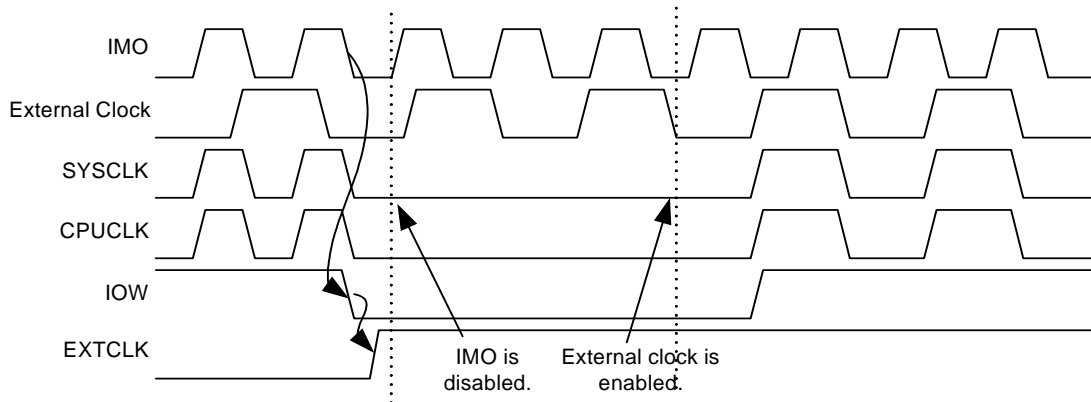 IMO
External Clock
SYSCLK
CPUCLK
IOW
EXTCLK
IMO is
disabled.
External clock is
enabled.